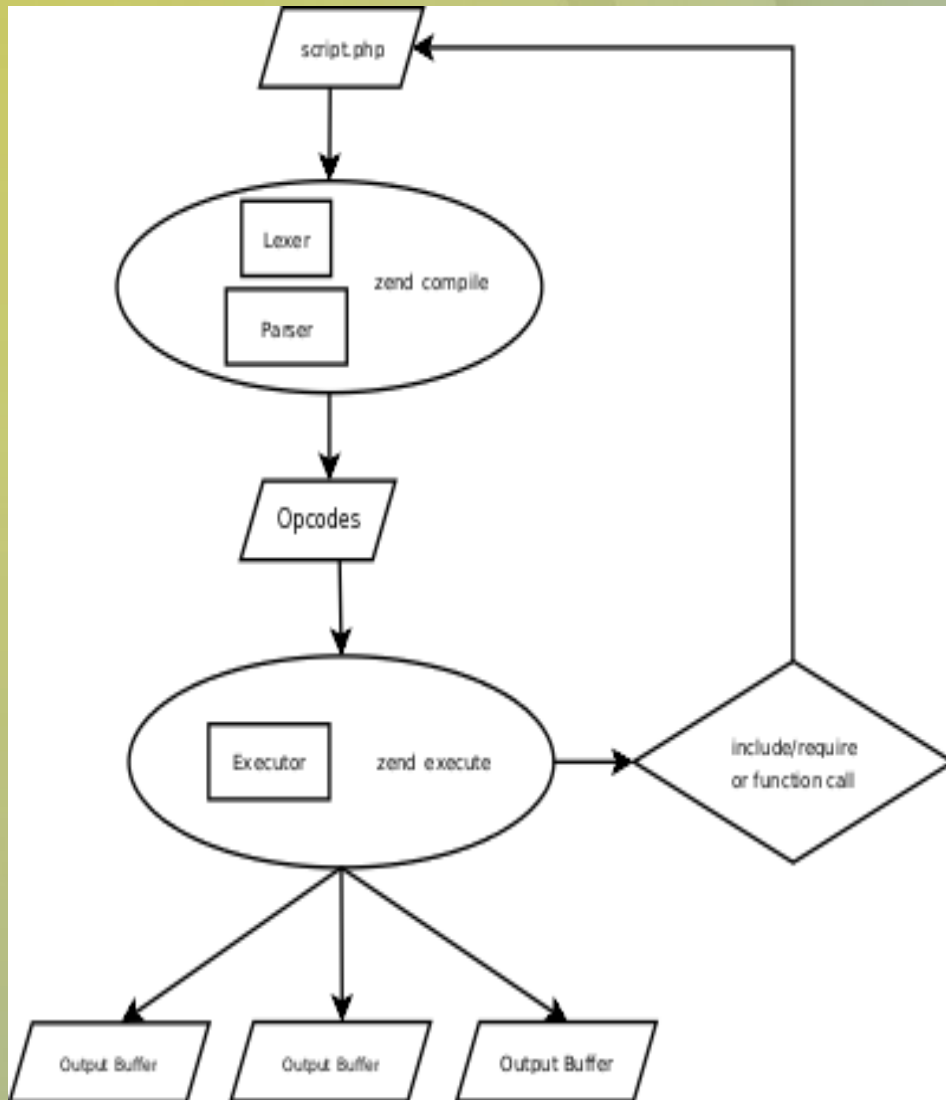 script.php
Lexer
zend compile
Parser
Opcodes
Executor
zend execute
include/require
or function call
Output Buffer
Output Buffer
Output Buffer